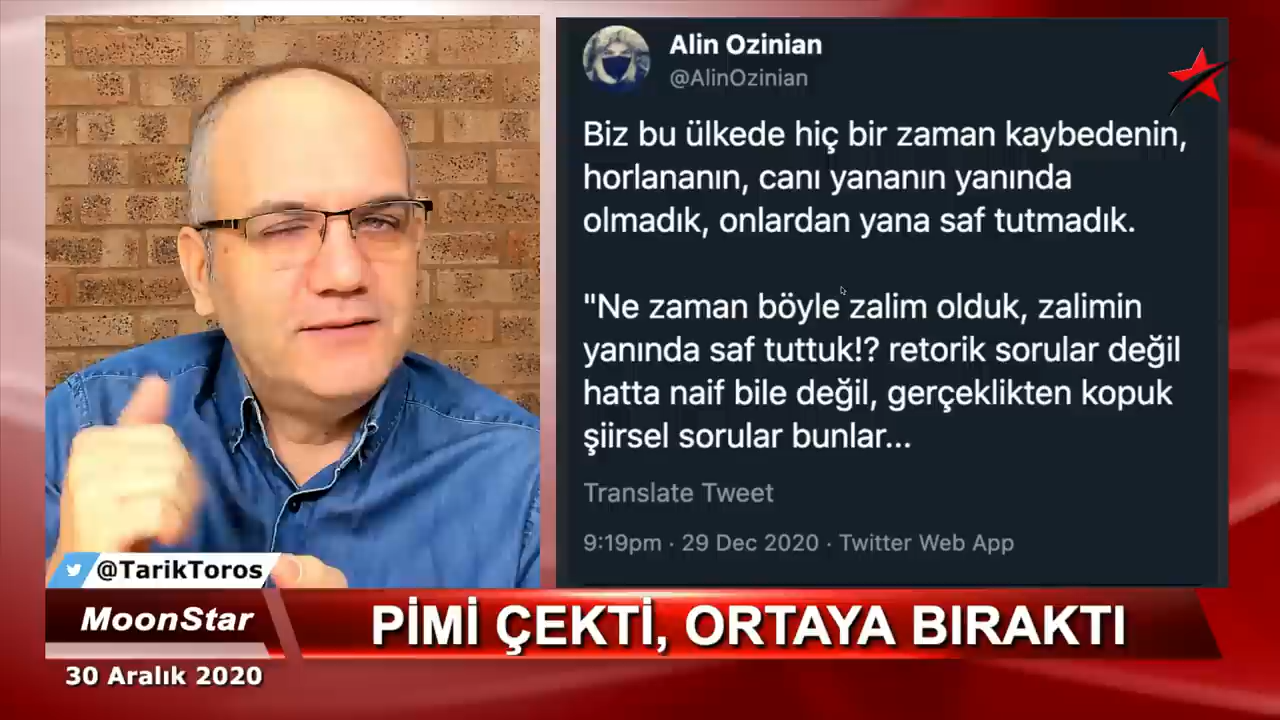 Alin Ozinian
@AlinOzinian
Biz bu ülkede hiç bir zaman kaybedenin,
horlananın, canı yananın yanında
olmadık, onlardan yana saf tutmadık.
"Ne zaman böyle zalim olduk, zalimin
yanında saf tuttuk!? retorik sorular değil
hatta naif bile değil, gerçeklikten kopuk
şiirsel sorular bunlar...
Translate Tweet
9:19pm · 29 Dec 2020 · Twitter Web App
@TarikToros
MoonStar
PİMİ ÇEKTİ, ORTAYA BIRAKTI
30 Aralık 2020